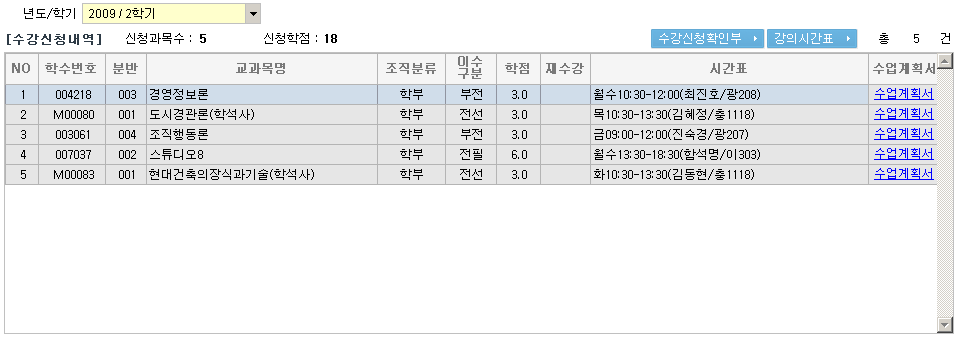 년도/학기 2009 / 2학기
[수강신청내역] 신청과목수 : 5 신청학점 : 18 수강신청확인부 강의시간표 총 5 건
NO 학수번호 분반 교과목명 조직분류 이수구분 학점 재수강 시간표 수업계획서
1 004218 003 경영정보론 학부 부전 3.0 월수10:30-12:00(최진호/광208) 수업계획서
2 M00080 001 도시경관론(학석사) 학부 전선 3.0 목10:30-13:30(김혜정/충1118) 수업계획서
3 003061 004 조직행동론 학부 부전 3.0 금09:00-12:00(진숙경/광207) 수업계획서
4 007037 002 스튜디오8 학부 전필 6.0 월수13:30-18:30(함석명/이303) 수업계획서
5 M00083 001 현대건축의장식과기술(학석사) 학부 전선 3.0 화10:30-13:30(김동현/충1118) 수업계획서